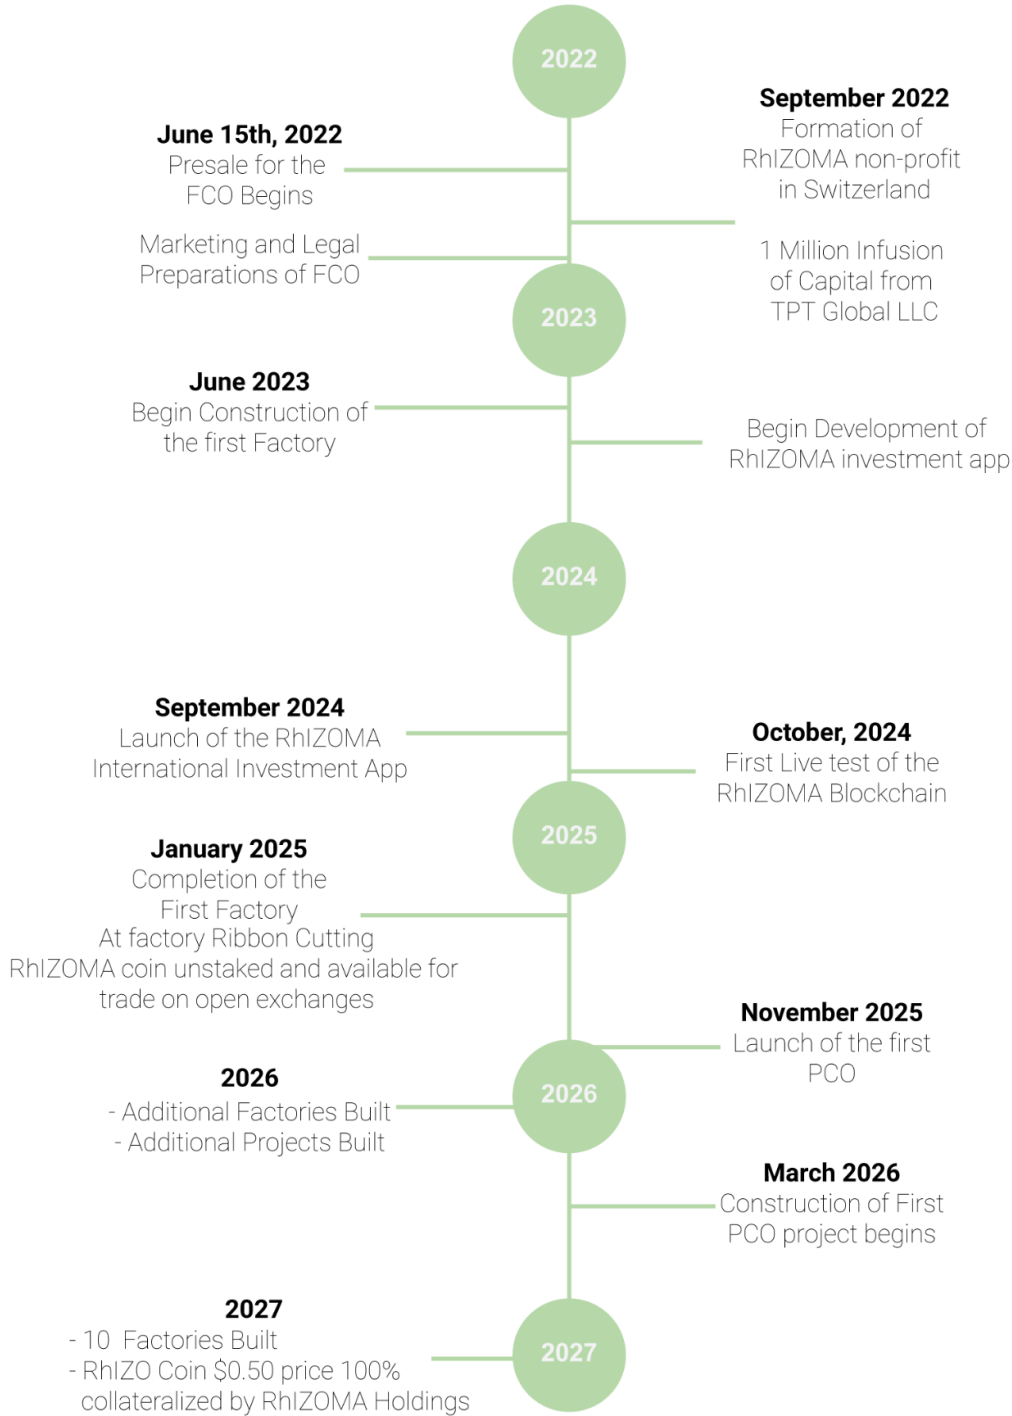 2022
June 15th, 2022
Presale for the
FCO Begins
September 2022
Formation of
RhIZOMA non-profit
in Switzerland
Marketing and Legal
Preparations of FCO
1 Million Infusion
of Capital from
TPT Global LLC
2023
June 2023
Begin Construction of
the first Factory
Begin Development of
RhIZOMA investment app
2024
September 2024
Launch of the RhIZOMA
International Investment App
October, 2024
First Live test of the
RhIZOMA Blockchain
2025
January 2025
Completion of the
First Factory
At factory Ribbon Cutting
RhIZOMA coin unstaked and available for
trade on open exchanges
November 2025
Launch of the first
PCO
2026
2026
- Additional Factories Built
- Additional Projects Built
March 2026
Construction of First
PCO project begins
2027
- 10 Factories Built
- RhIZO Coin $0.50 price 100%
collateralized by RhIZOMA Holdings
2027